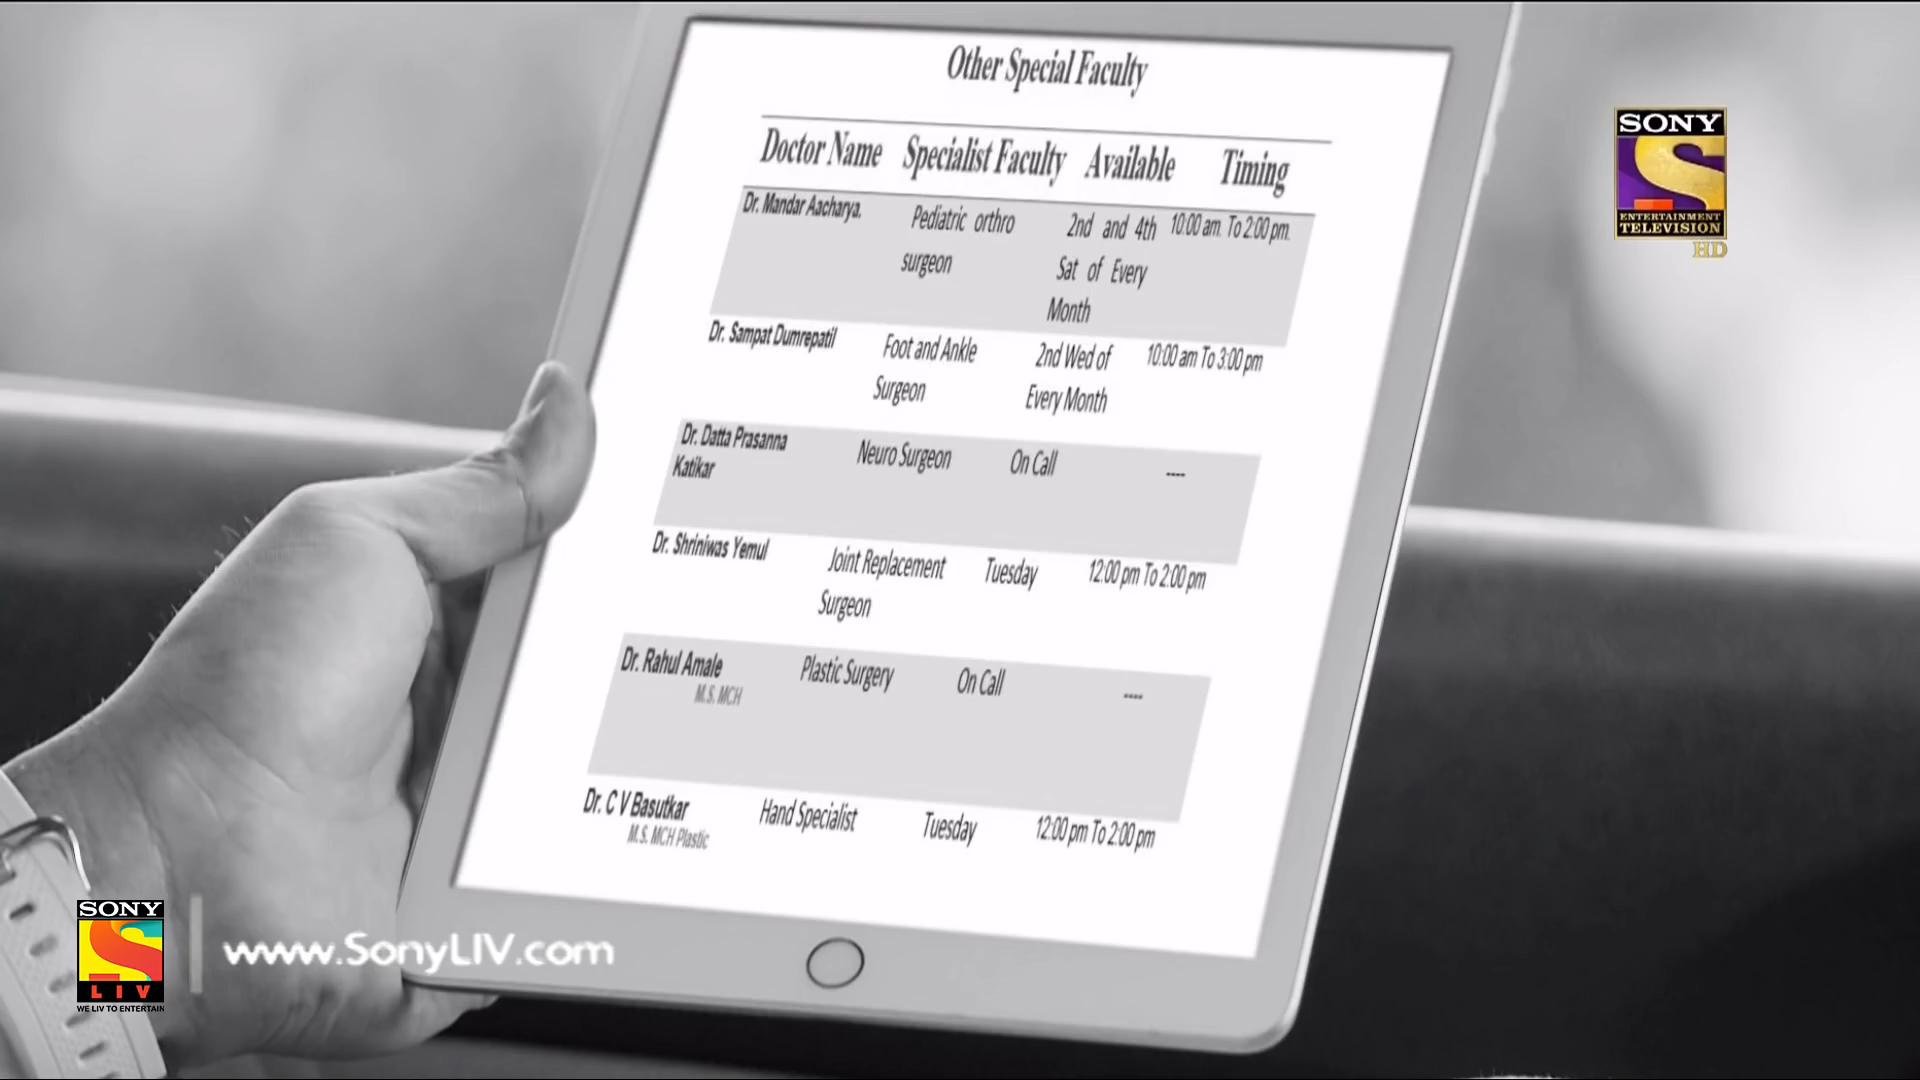 Other Special Faculty
Doctor Name Specialist Faculty Available Timing
Dr. Mandar Aacharya. Pediatric orthro 2nd and 4th 10:00 am. To 2:00 pm.
surgeon Sat of Every
Month
Dr. Sampat Dumrepatil Foot and Ankle 2nd Wed of 10:00 am To 3:00 pm
Surgeon Every Month
Dr. Datta Prasanna Neuro Surgeon On Call ----
Katikar
Dr. Shriniwas Yemul Joint Replacement Tuesday 12:00 pm To 2:00 pm
Surgeon
Dr. Rahul Amale Plastic Surgery On Call ----
M.S. MCH
Dr. C V Basutkar Hand Specialist Tuesday 12:00 pm To 2:00 pm
M.S. MCH Plastic
SONY
ENTERTAINMENT
TELEVISION
HD
SONY
LIV
WE LIV TO ENTERTAIN
www.SonyLIV.com